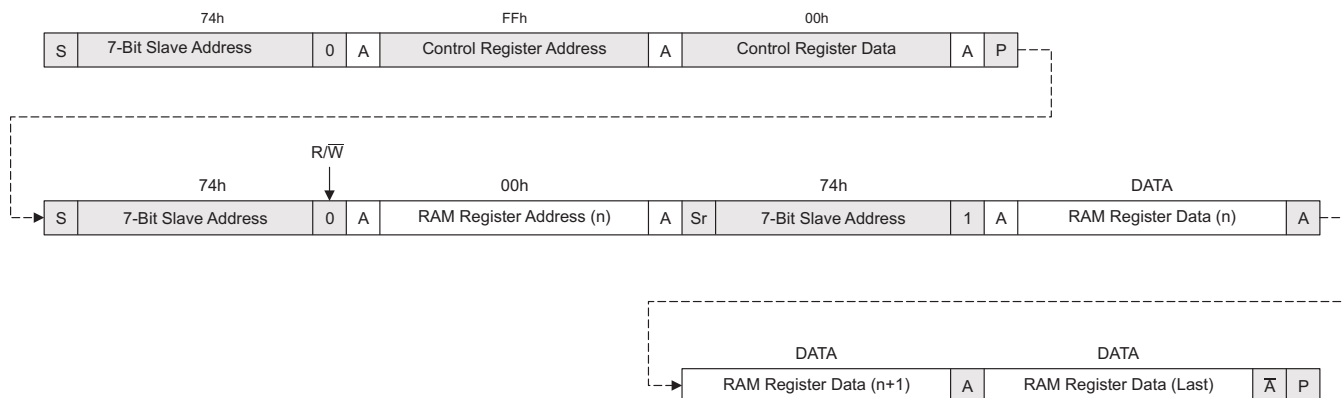 74h FFh 00h
S 7-Bit Slave Address 0 A Control Register Address A Control Register Data A P
R/W̅
74h 00h 74h DATA
S 7-Bit Slave Address 0 A RAM Register Address (n) A Sr 7-Bit Slave Address 1 A RAM Register Data (n) A
DATA DATA
RAM Register Data (n+1) A RAM Register Data (Last) A̅ P